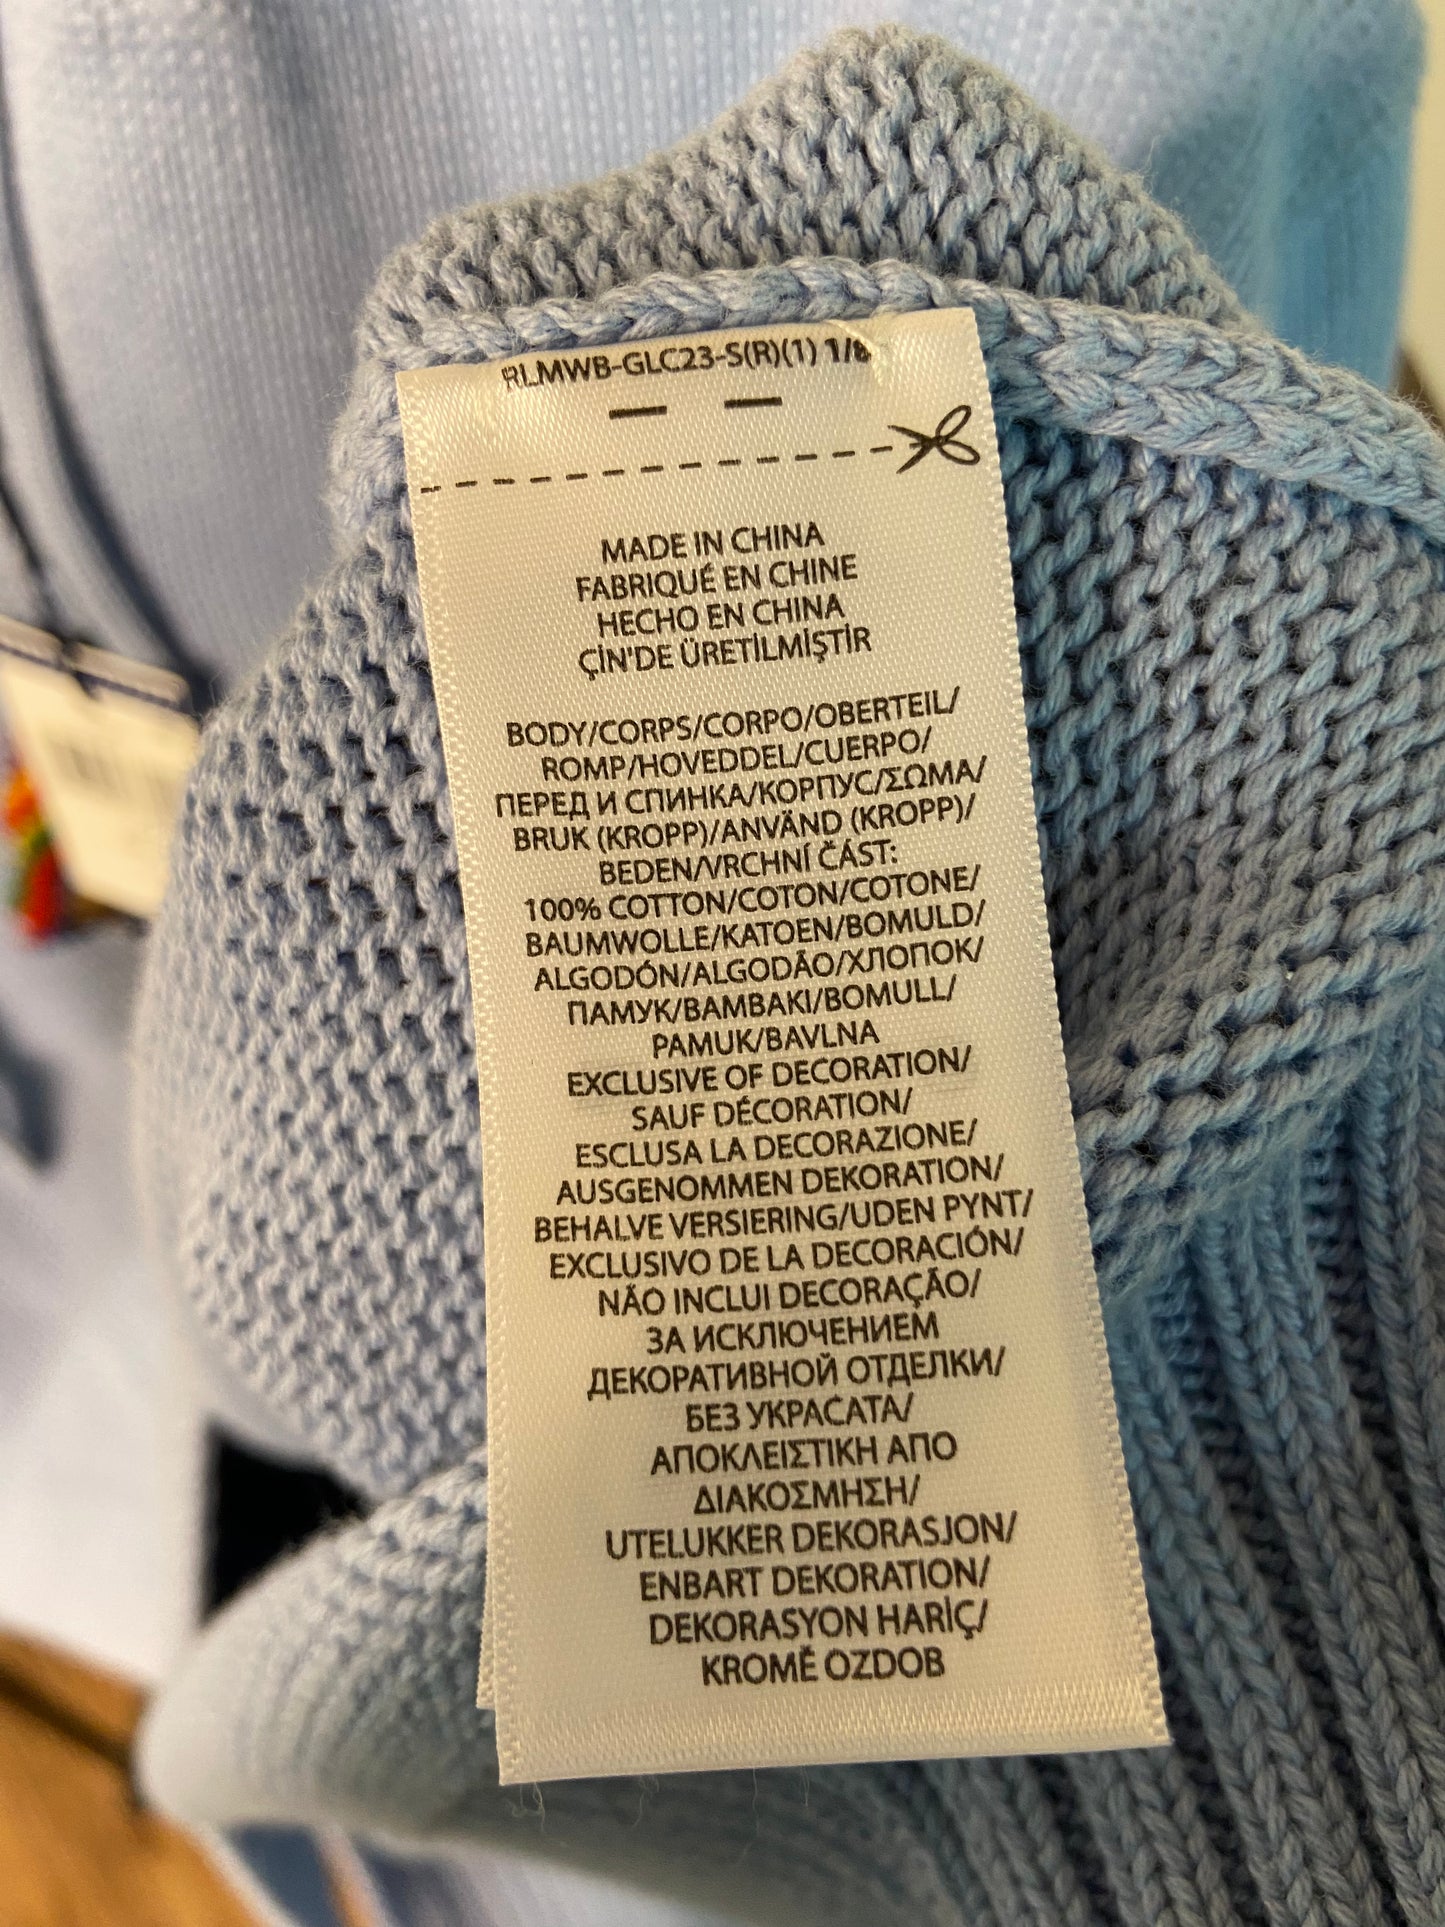 RLMWB-GLC23-S(R)(1) 1/8
MADE IN CHINA
FABRIQUÉ EN CHINE
HECHO EN CHINA
ÇİN'DE ÜRETİLMİŞTİR
BODY/CORPS/CORPO/OBERTEIL/
ROMP/HOVEDDEL/CUERPO/
ПЕРЕД И СПИНКА/КОРПУС/ΣΩΜΑ/
BRUK (KROPP)/ANVÄND (KROPP)/
BEDEN/VRCHNÍ ČÁST:
100% COTTON/COTON/COTONE/
BAUMWOLLE/KATOEN/BOMULD/
ALGODÓN/ALGODÃO/ХЛОПОК/
ПАМУК/ΒΑΜΒΑΚΙ/BOMULL/
PAMUK/BAVLNA
EXCLUSIVE OF DECORATION/
SAUF DÉCORATION/
ESCLUSA LA DECORAZIONE/
AUSGENOMMEN DEKORATION/
BEHALVE VERSIERING/UDEN PYNT/
EXCLUSIVO DE LA DECORACIÓN/
NÃO INCLUI DECORAÇÃO/
ЗА ИСКЛЮЧЕНИЕМ
ДЕКОРАТИВНОЙ ОТДЕЛКИ/
БЕЗ УКРАСАТА/
ΑΠΟΚΛΕΙΣΤΙΚΗ ΑΠΟ
ΔΙΑΚΟΣΜΗΣΗ/
UTELUKKER DEKORASJON/
ENBART DEKORATION/
DEKORASYON HARİÇ/
KROMĚ OZDOB